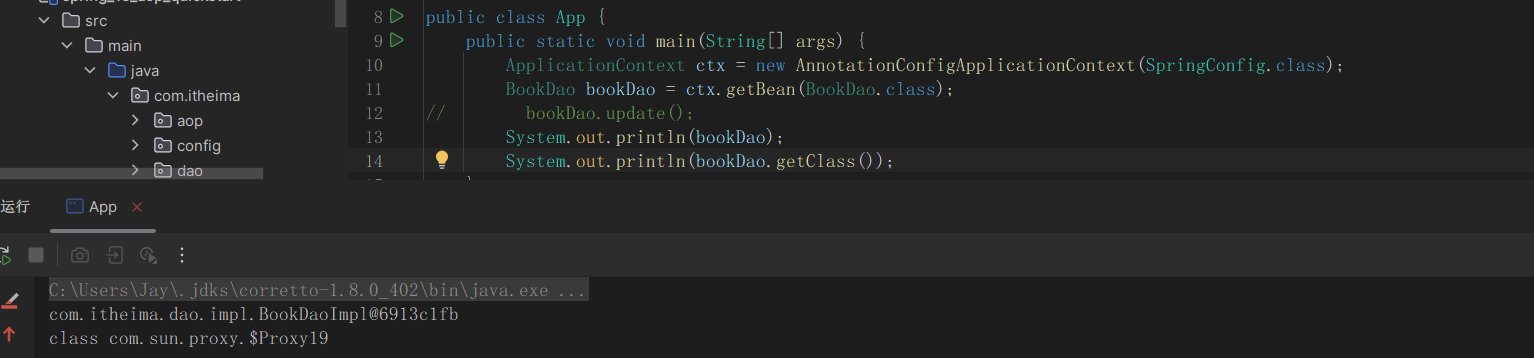 src
main
java
com.itheima
aop
config
dao
8 public class App {
9 public static void main(String[] args) {
10 ApplicationContext ctx = new AnnotationConfigApplicationContext(SpringConfig.class);
11 BookDao bookDao = ctx.getBean(BookDao.class);
12 // bookDao.update();
13 System.out.println(bookDao);
14 System.out.println(bookDao.getClass());
运行 App
C:\Users\Jay\.jdks\corretto-1.8.0_402\bin\java.exe ...
com.itheima.dao.impl.BookDaoImpl@6913c1fb
class com.sun.proxy.$Proxy19